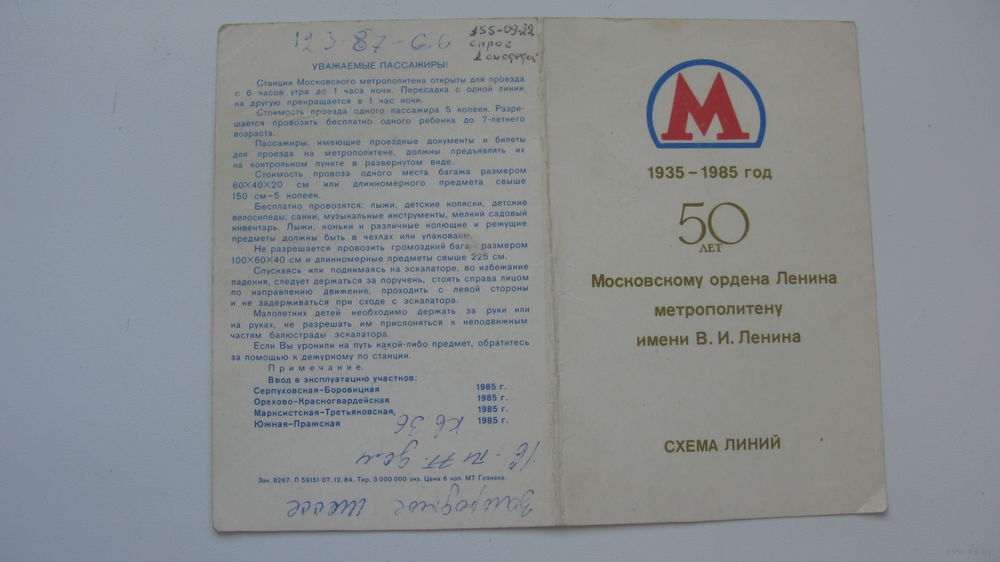 123-87-60
155-09-22
УВАЖАЕМЫЕ ПАССАЖИРЫ!
Станции Московского метрополитена открыты для проезда
с 6 часов утра до 1 часа ночи. Пересадка с одной линии
на другую прекращается в 1 час ночи.
Стоимость проезда одного пассажира 5 копеек. Разре-
шается провозить бесплатно одного ребенка до 7-летнего
возраста.
Пассажиры, имеющие проездные документы и билеты
для проезда на метрополитене, должны предъявлять их
на контрольном пункте в развернутом виде.
Стоимость провоза одного места багажа размером
60×40×20 см или длинномерного предмета свыше
150 см–5 копеек.
Бесплатно провозятся: лыжи, детские коляски, детские
велосипеды, санки, музыкальные инструменты, мелкий садовый
инвентарь. Лыжи, коньки и различные колющие и режущие
предметы должны быть в чехлах или упакованы.
Не разрешается провозить громоздкий багаж размером
100×60×40 см и длинномерные предметы свыше 225 см.
Спускаясь или поднимаясь на эскалаторе, во избежание
падения, следует держаться за поручень, стоять справа лицом
по направлению движения, проходить с левой стороны
и не задерживаться при сходе с эскалатора.
Малолетних детей необходимо держать за руки или
на руках, не разрешать им прислоняться к неподвижным
частям балюстрады эскалатора.
Если Вы уронили на путь какой-либо предмет, обратитесь
за помощью к дежурному по станции.
Примечание.
Ввод в эксплуатацию участков:
Серпуховская–Боровицкая 1985 г.
Орехово–Красногвардейская 1985 г.
Марксистская–Третьяковская, 1985 г.
Южная–Пражская 1985 г.
кв 36
Зак. 8267. Л 59151 07.12.84. Тир. 3 000 000 экз. Цена 6 коп. МТ Гознака.
Загородное шоссе
М
1935–1985 год
50
ЛЕТ
Московскому ордена Ленина
метрополитену
имени В. И. Ленина
СХЕМА ЛИНИЙ
www.ay.by